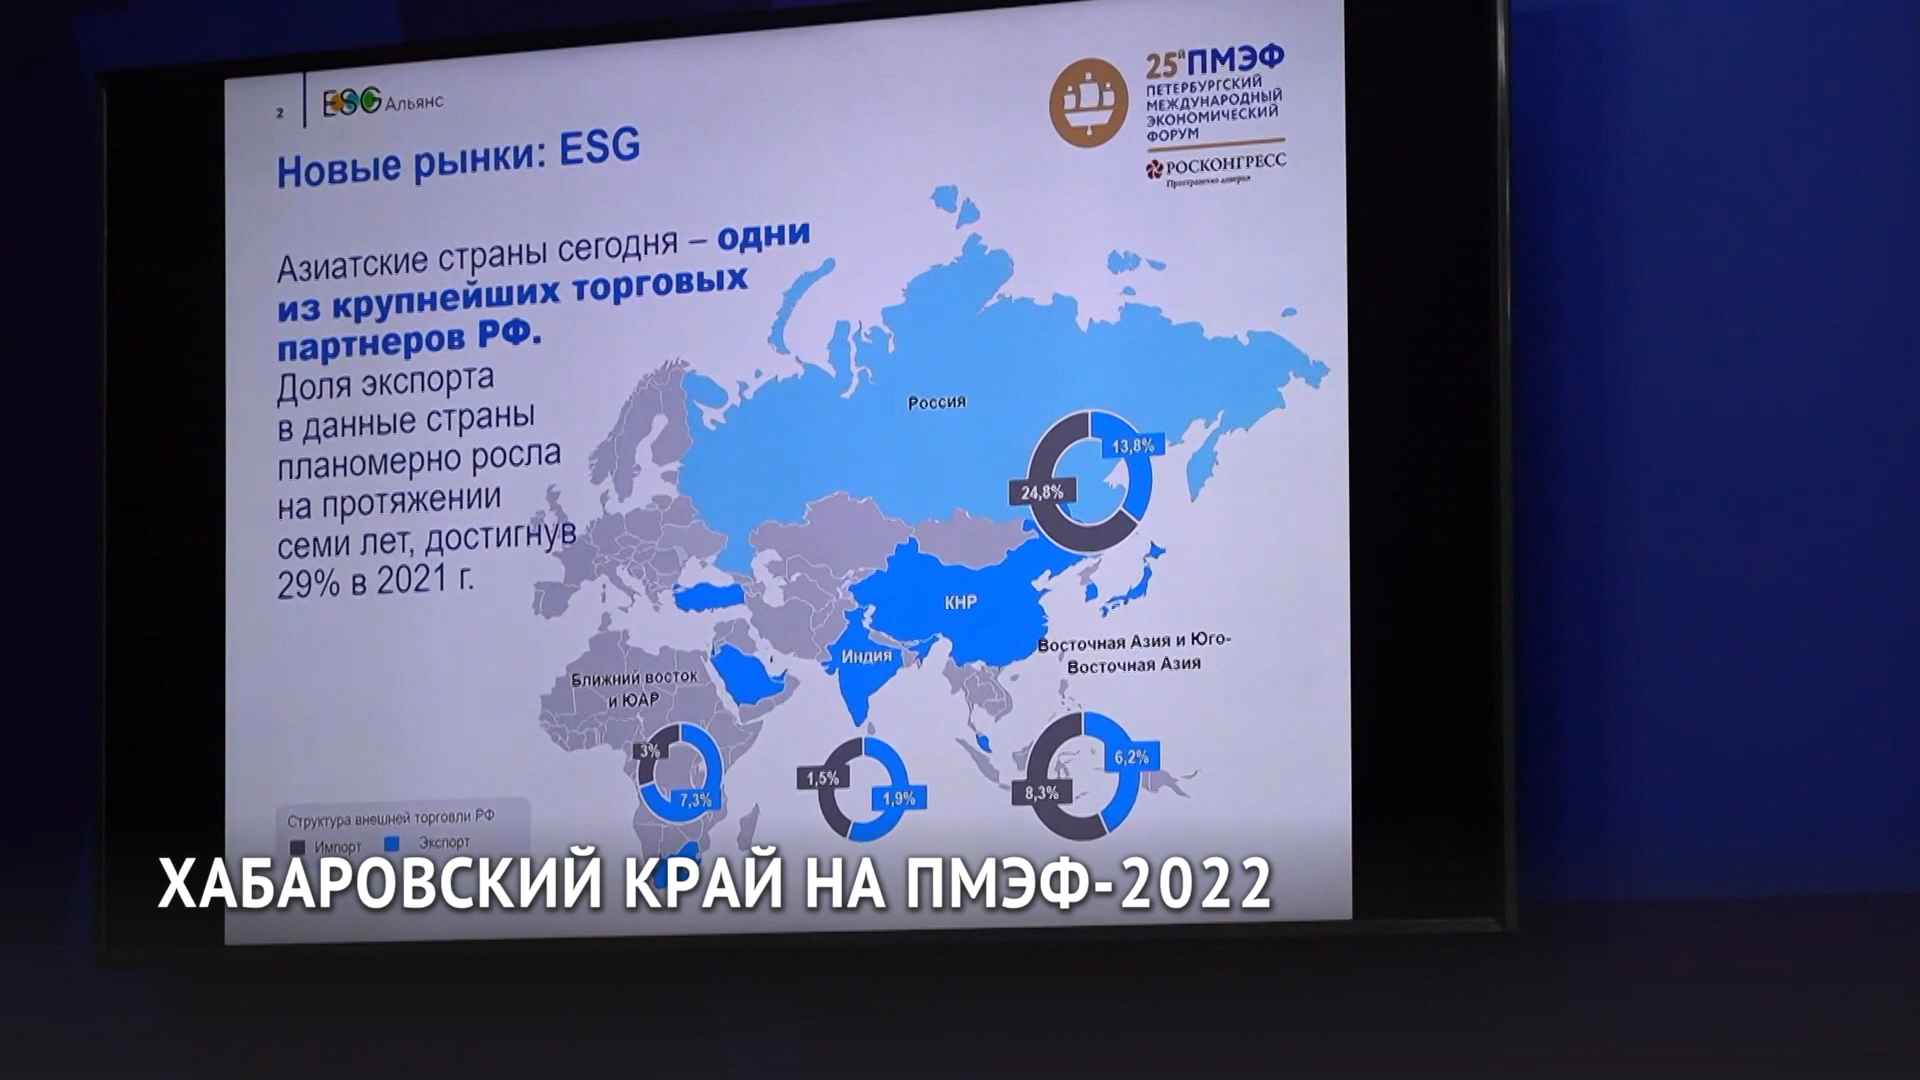 2
ESG Альянс
25й ПМЭФ
ПЕТЕРБУРГСКИЙ
МЕЖДУНАРОДНЫЙ
ЭКОНОМИЧЕСКИЙ
ФОРУМ
РОСКОНГРЕСС
Пространство доверия
Новые рынки: ESG
Азиатские страны сегодня – одни
из крупнейших торговых
партнеров РФ.
Доля экспорта
в данные страны
планомерно росла
на протяжении
семи лет, достигнув
29% в 2021 г.
Россия
13,8%
24,8%
КНР
Индия
Восточная Азия и Юго-
Восточная Азия
Ближний восток
и ЮАР
3%
7,3%
1,5%
1,9%
6,2%
8,3%
Структура внешней торговли РФ
Импорт Экспорт
ХАБАРОВСКИЙ КРАЙ НА ПМЭФ-2022